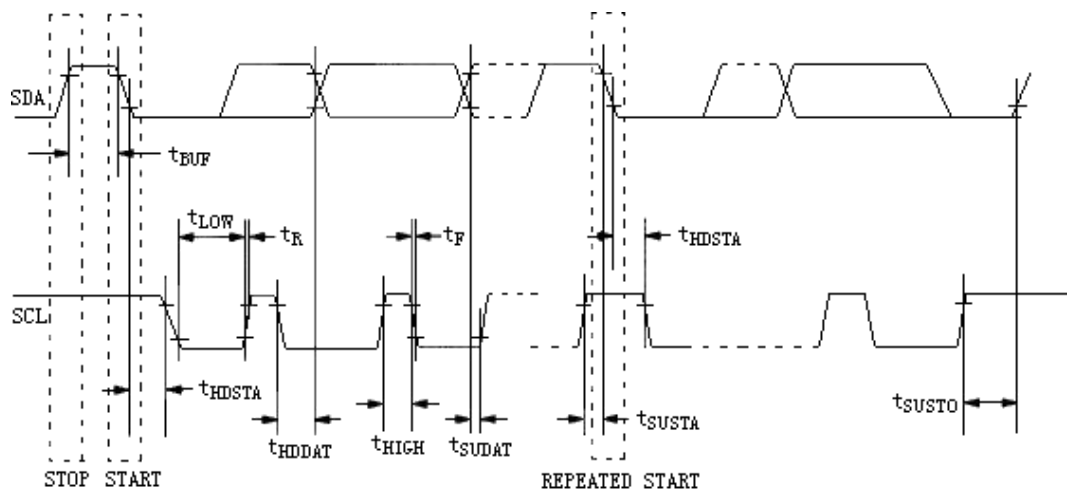 SDA
tBUF
tLOW
tR
tF
tHDSTA
SCL
tHDSTA
tHDDAT
tHIGH
tSUDAT
tSUSTA
tSUSTO
STOP
START
REPEATED START